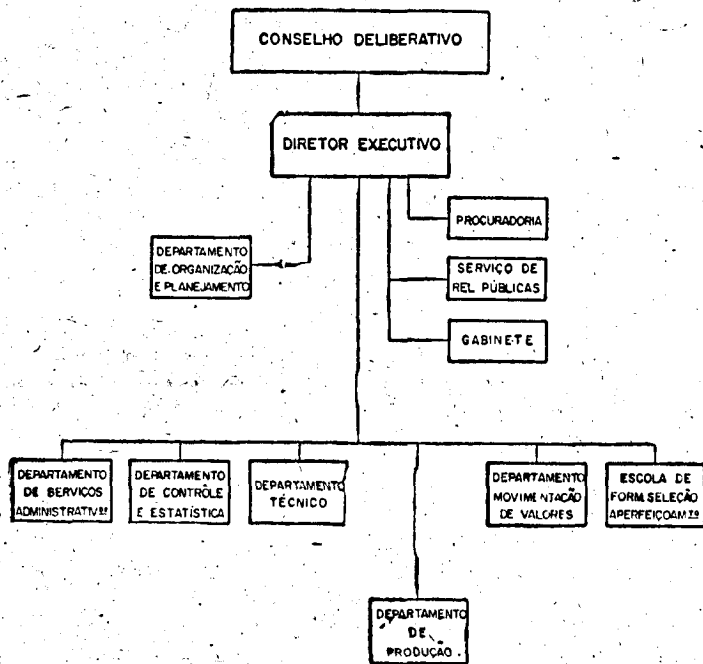 CONSELHO DELIBERATIVO
DIRETOR EXECUTIVO
PROCURADORIA
DEPARTAMENTO
DE ORGANIZAÇÃO
E PLANEJAMENTO
SERVIÇO DE
REL PÚBLICAS
GABINETE
DEPARTAMENTO
DE SERVIÇOS
ADMINISTRATIVOS
DEPARTAMENTO
DE CONTRÔLE
E ESTATÍSTICA
DEPARTAMENTO
TÉCNICO
DEPARTAMENTO
MOVIMENTAÇÃO
DE VALORES
ESCOLA DE
FORM. SELEÇÃO
APERFEIÇOAMTO
DEPARTAMENTO
DE
PRODUÇÃO